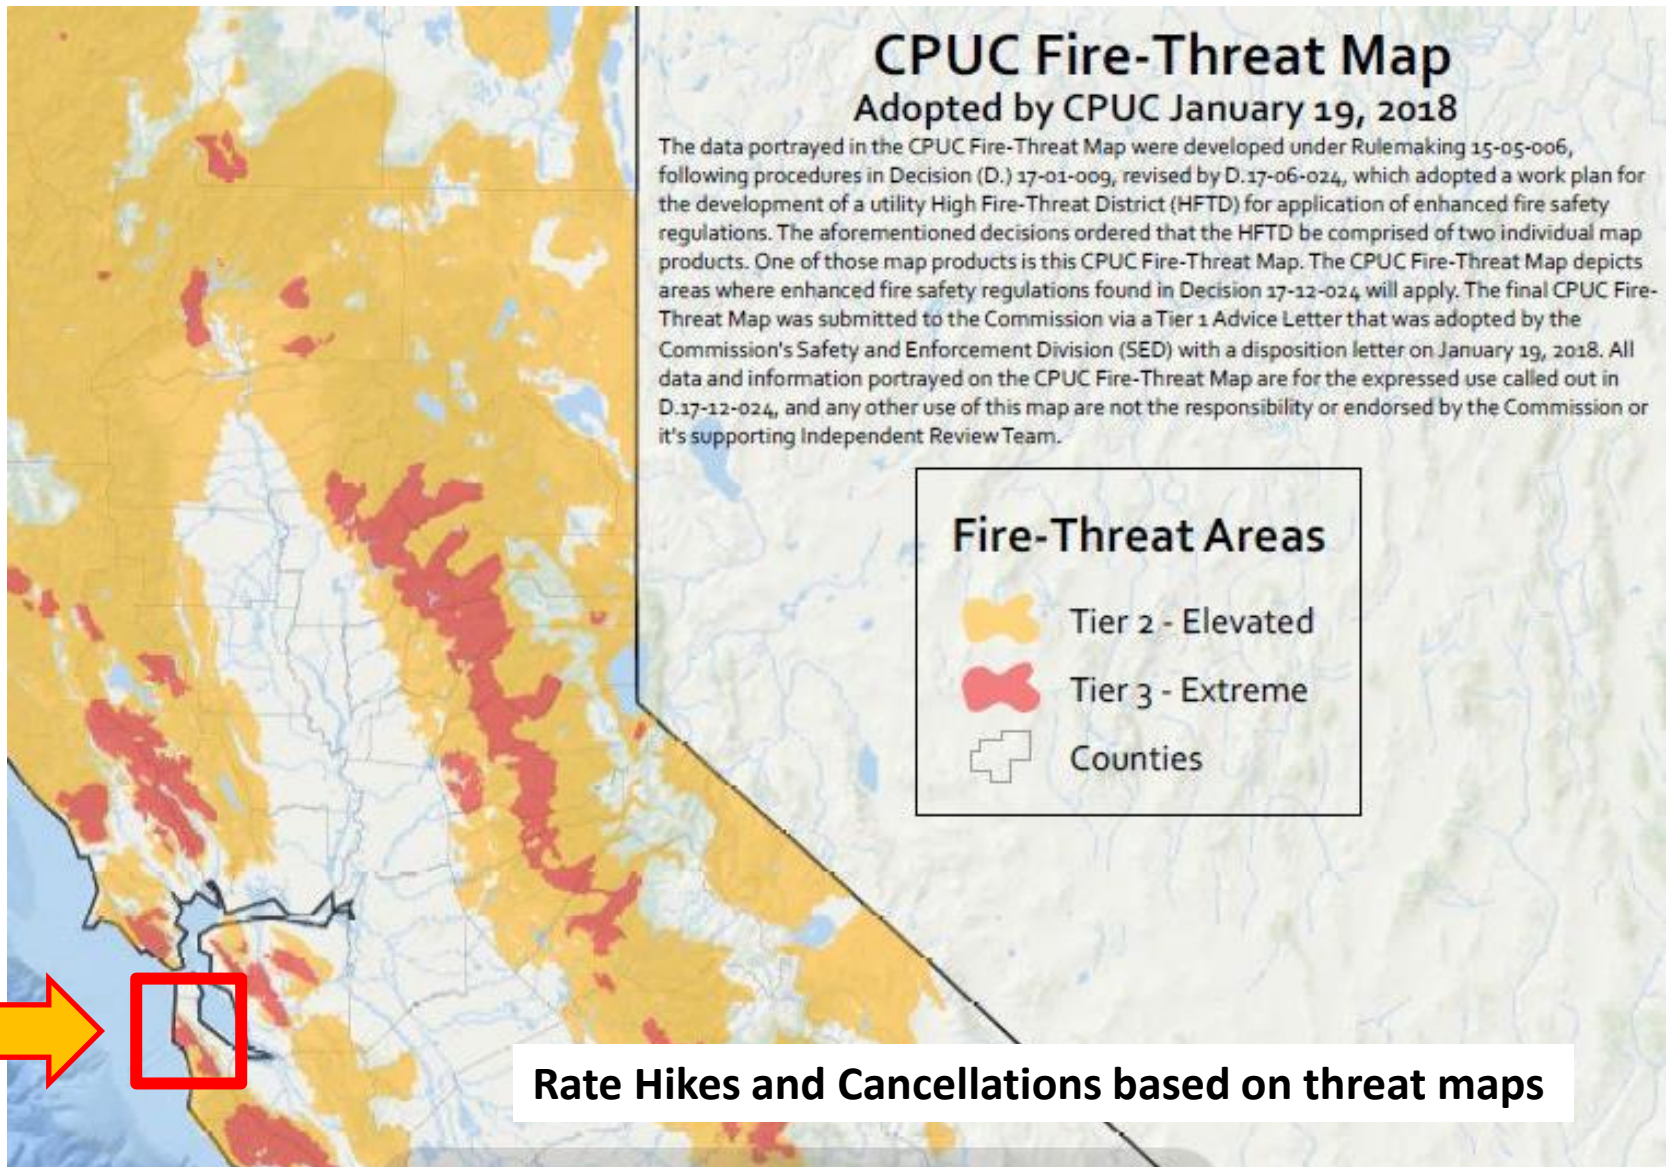 CPUC Fire-Threat Map
Adopted by CPUC January 19, 2018
The data portrayed in the CPUC Fire-Threat Map were developed under Rulemaking 15-05-006,
following procedures in Decision (D.) 17-01-009, revised by D.17-06-024, which adopted a work plan for
the development of a utility High Fire-Threat District (HFTD) for application of enhanced fire safety
regulations. The aforementioned decisions ordered that the HFTD be comprised of two individual map
products. One of those map products is this CPUC Fire-Threat Map. The CPUC Fire-Threat Map depicts
areas where enhanced fire safety regulations found in Decision 17-12-024 will apply. The final CPUC Fire-
Threat Map was submitted to the Commission via a Tier 1 Advice Letter that was adopted by the
Commission's Safety and Enforcement Division (SED) with a disposition letter on January 19, 2018. All
data and information portrayed on the CPUC Fire-Threat Map are for the expressed use called out in
D.17-12-024, and any other use of this map are not the responsibility or endorsed by the Commission or
it's supporting Independent Review Team.
Fire-Threat Areas
Tier 2 - Elevated
Tier 3 - Extreme
Counties
Rate Hikes and Cancellations based on threat maps